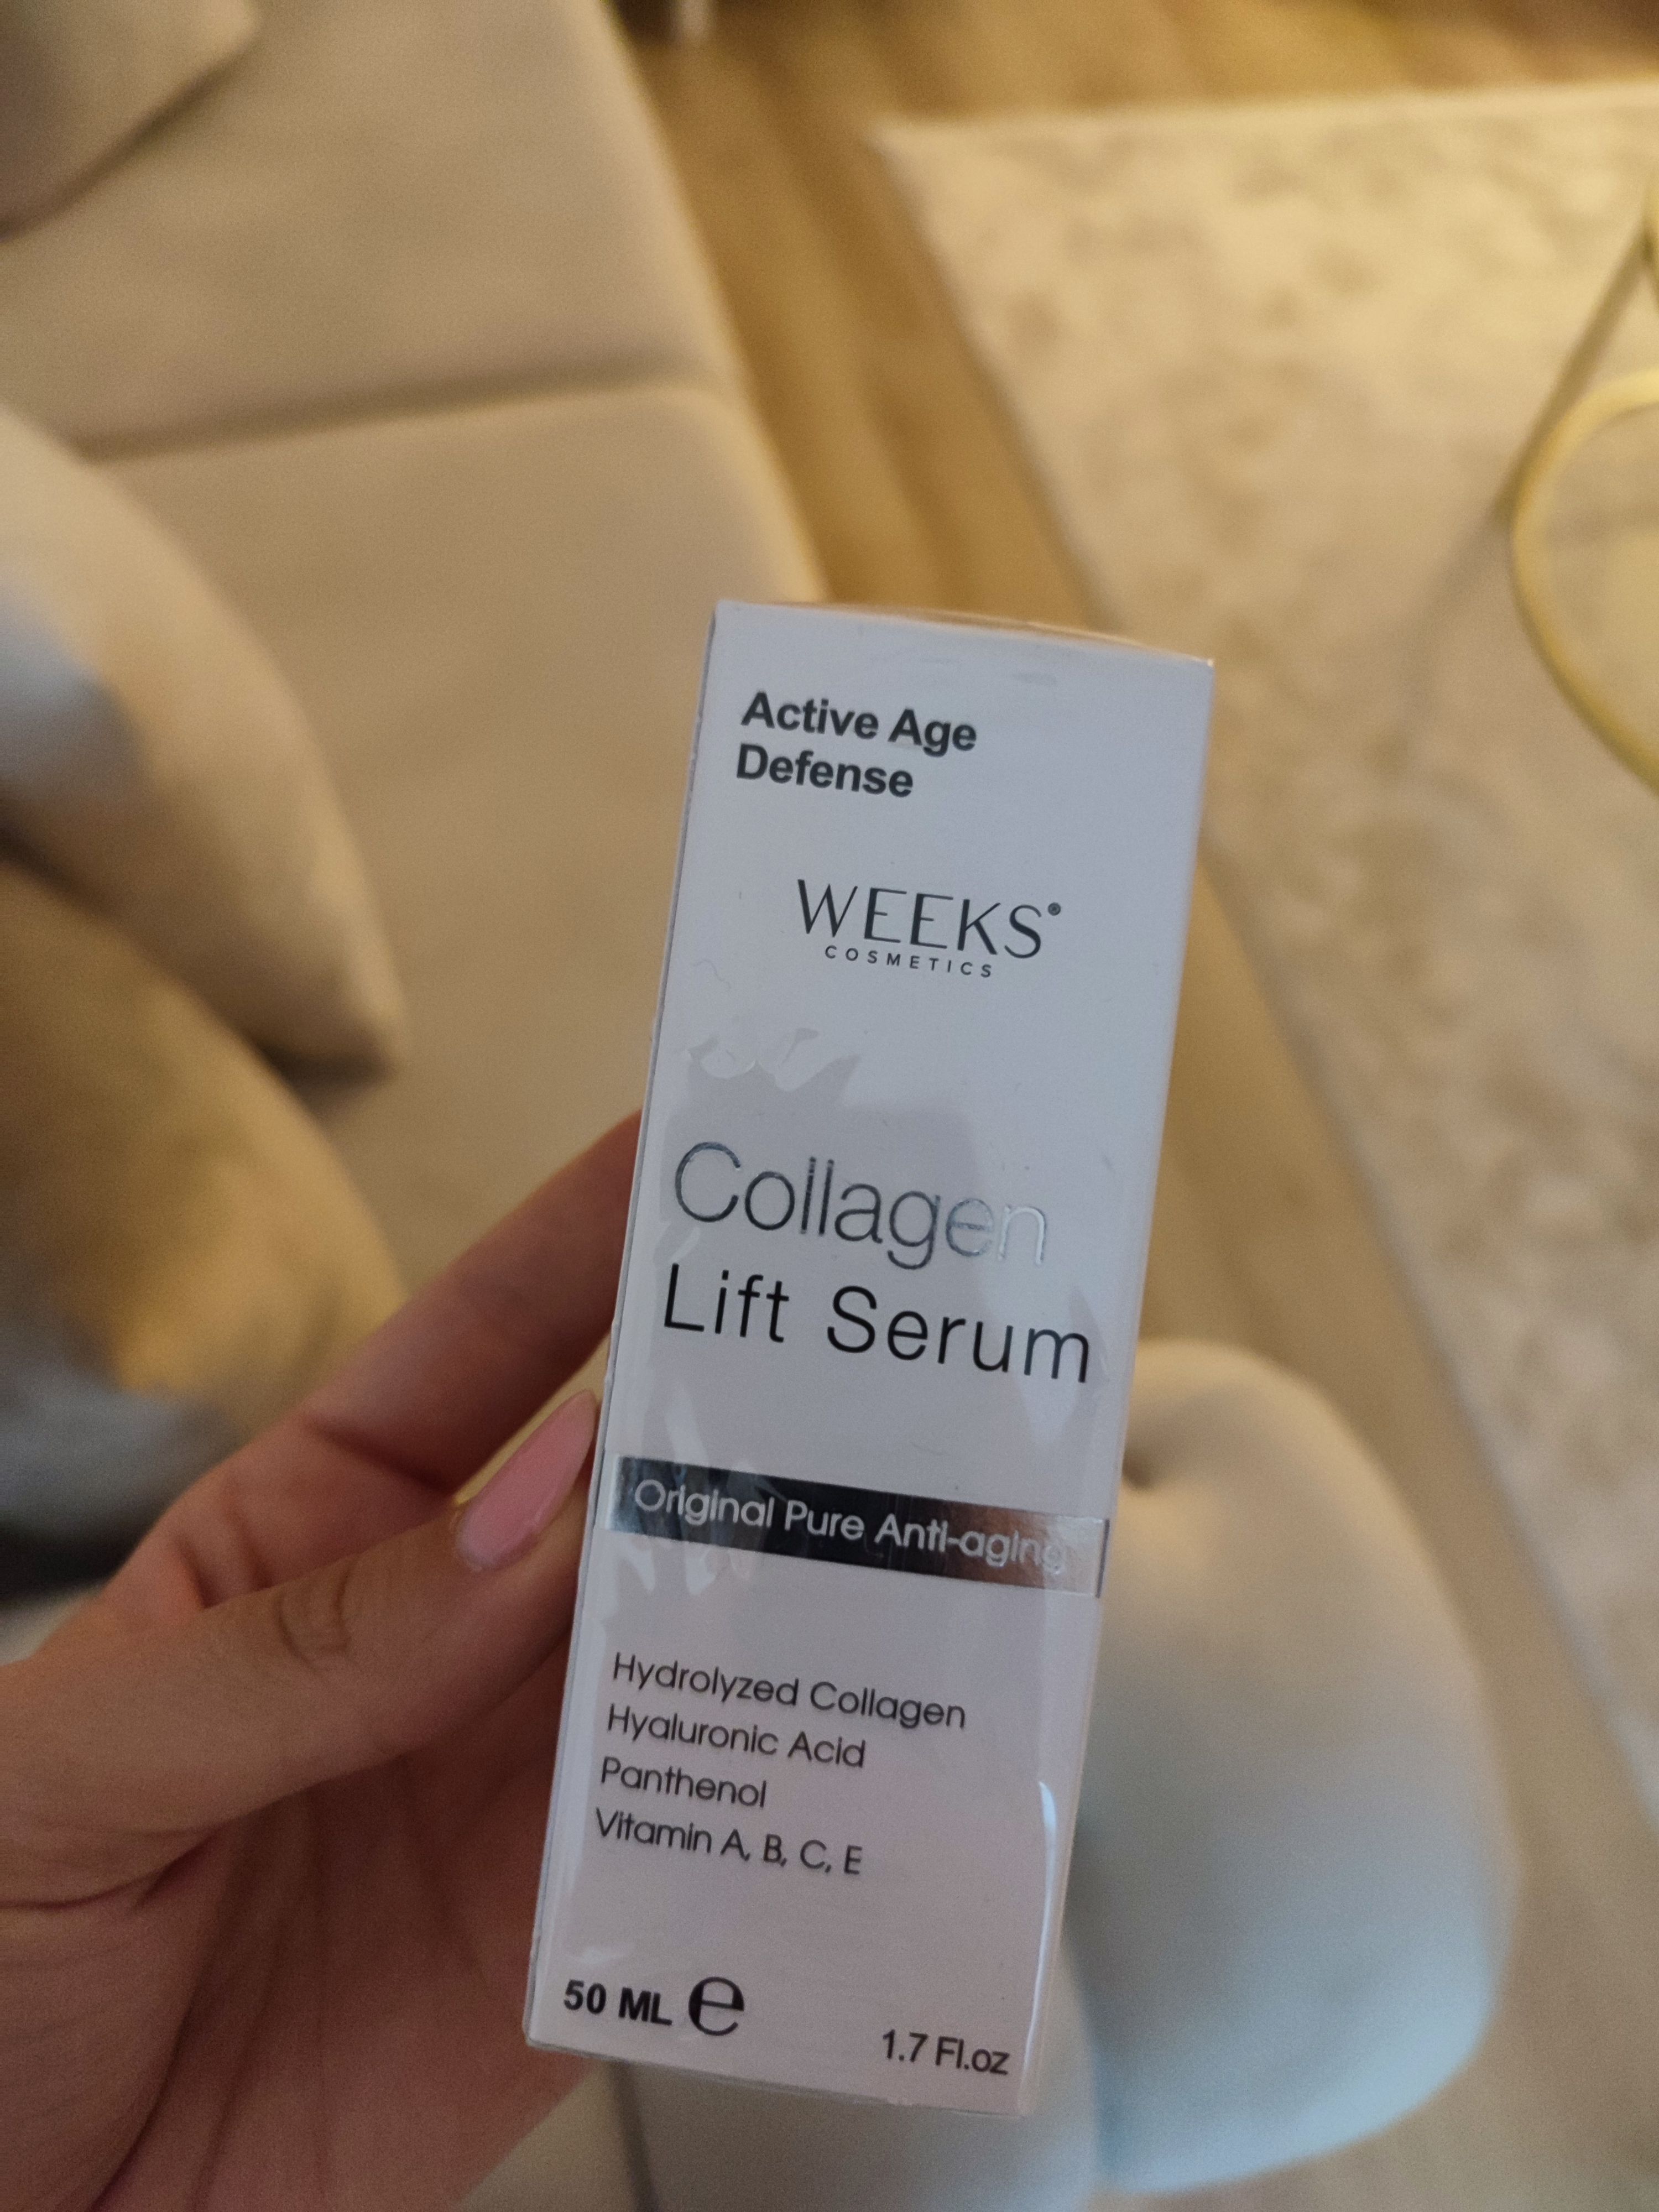 Active Age
Defense
WEEKS®
COSMETICS
Collagen
Lift Serum
Original Pure Anti-aging
Hydrolyzed Collagen
Hyaluronic Acid
Panthenol
Vitamin A, B, C, E
50 ML ℮
1.7 Fl.oz